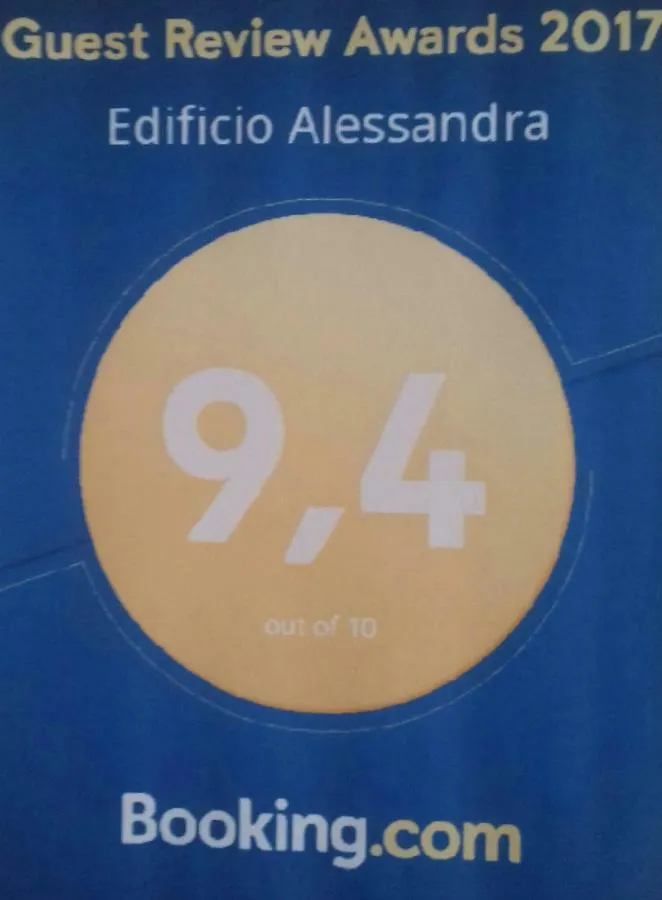 Guest Review Awards 2017
Edificio Alessandra
9,4
out of 10
Booking.com